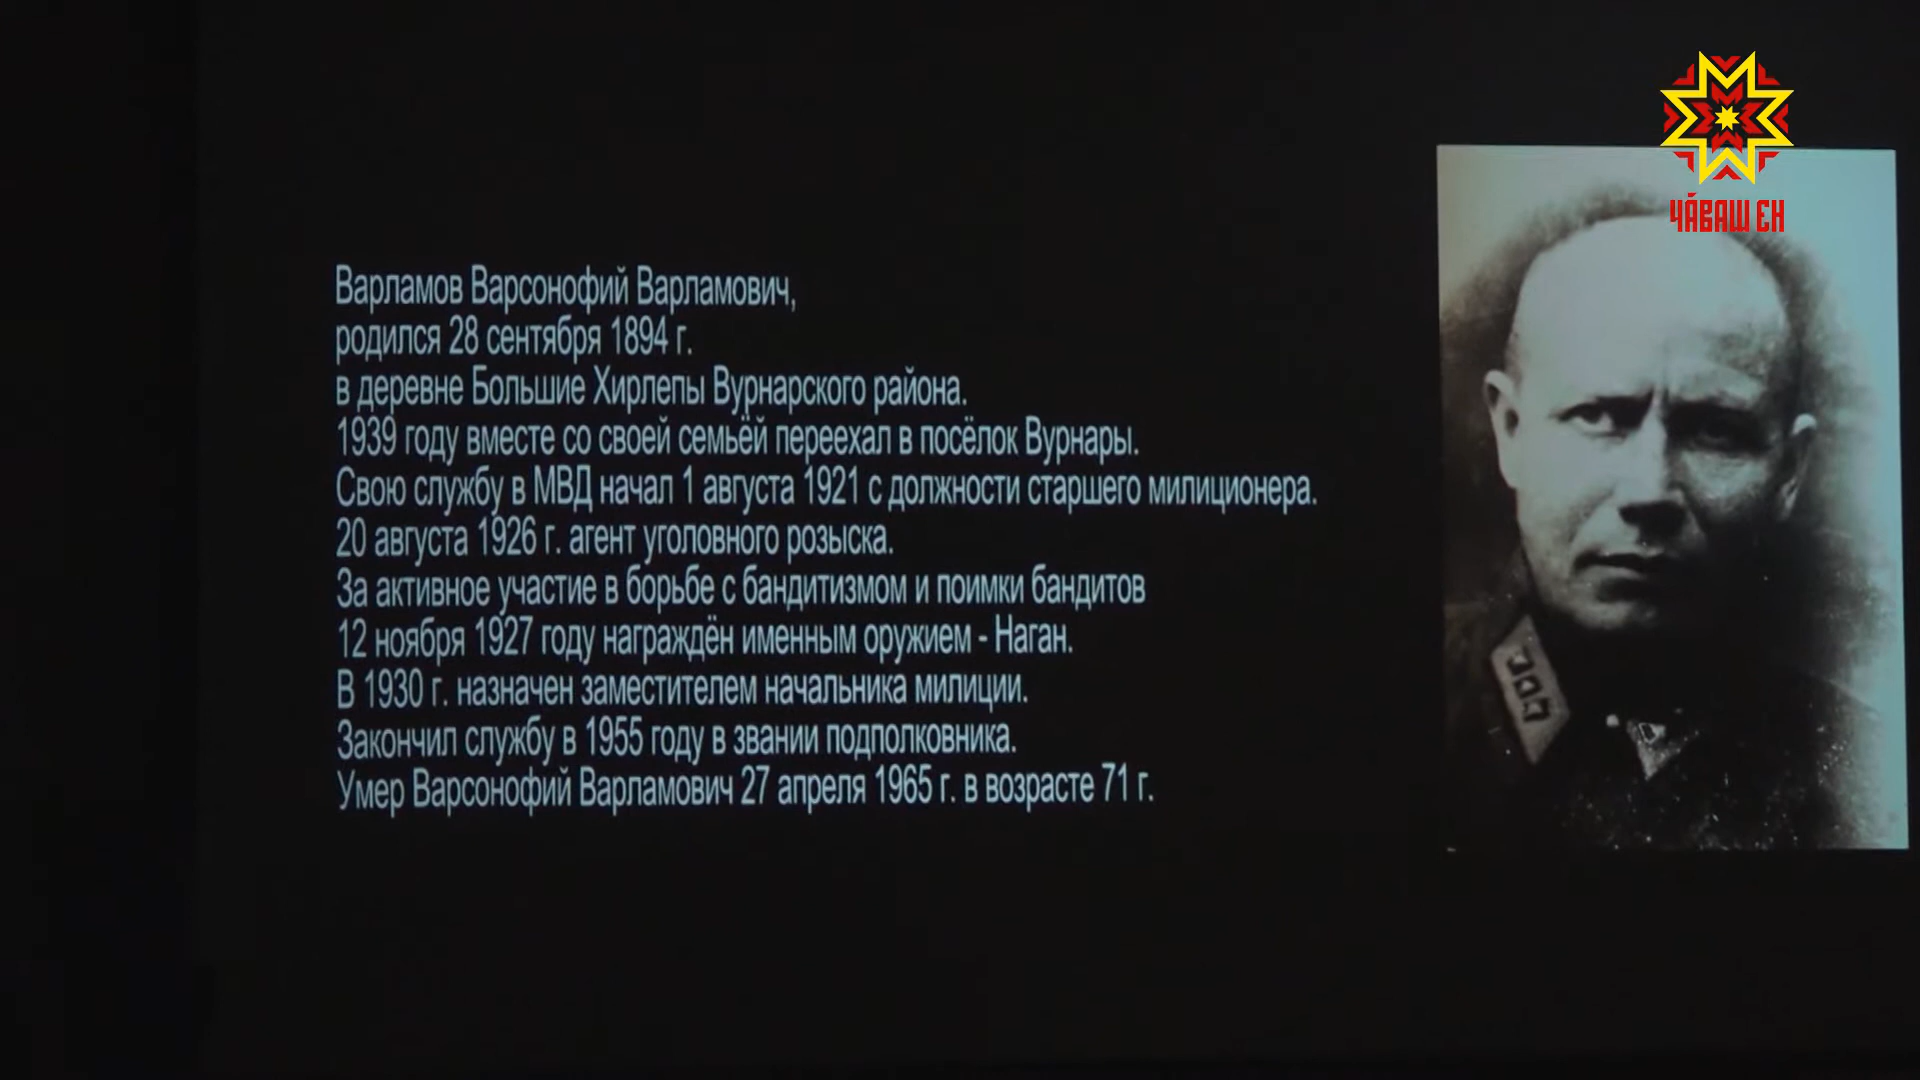 ЧӐВАШ ЕН
Варламов Варсонофий Варламович,
родился 28 сентября 1894 г.
в деревне Большие Хирлепы Вурнарского района.
1939 году вместе со своей семьёй переехал в посёлок Вурнары.
Свою службу в МВД начал 1 августа 1921 с должности старшего милиционера.
20 августа 1926 г. агент уголовного розыска.
За активное участие в борьбе с бандитизмом и поимки бандитов
12 ноября 1927 году награждён именным оружием - Наган.
В 1930 г. назначен заместителем начальника милиции.
Закончил службу в 1955 году в звании подполковника.
Умер Варсонофий Варламович 27 апреля 1965 г. в возрасте 71 г.